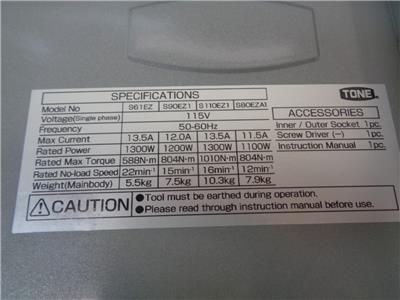 SPECIFICATIONS
Model No S61EZ S90EZ1 S110EZ1 S80EZA1
Voltage(Single phase) 115V
Frequency 50-60Hz
Max Current 13.5A 12.0A 13.5A 11.5A
Rated Power 1300W 1200W 1300W 1100W
Rated Max Torque 588N·m 804N·m 1010N·m 804N·m
Rated No-load Speed 22min⁻¹ 15min⁻¹ 16min⁻¹ 12min⁻¹
Weight(Mainbody) 5.5kg 7.5kg 10.3kg 7.9kg
TONE
ACCESSORIES
Inner / Outer Socket 1pc.
Screw Driver (−) 1pc.
Instruction Manual 1pc.
CAUTION
●Tool must be earthed during operation.
●Please read through instruction manual before use.